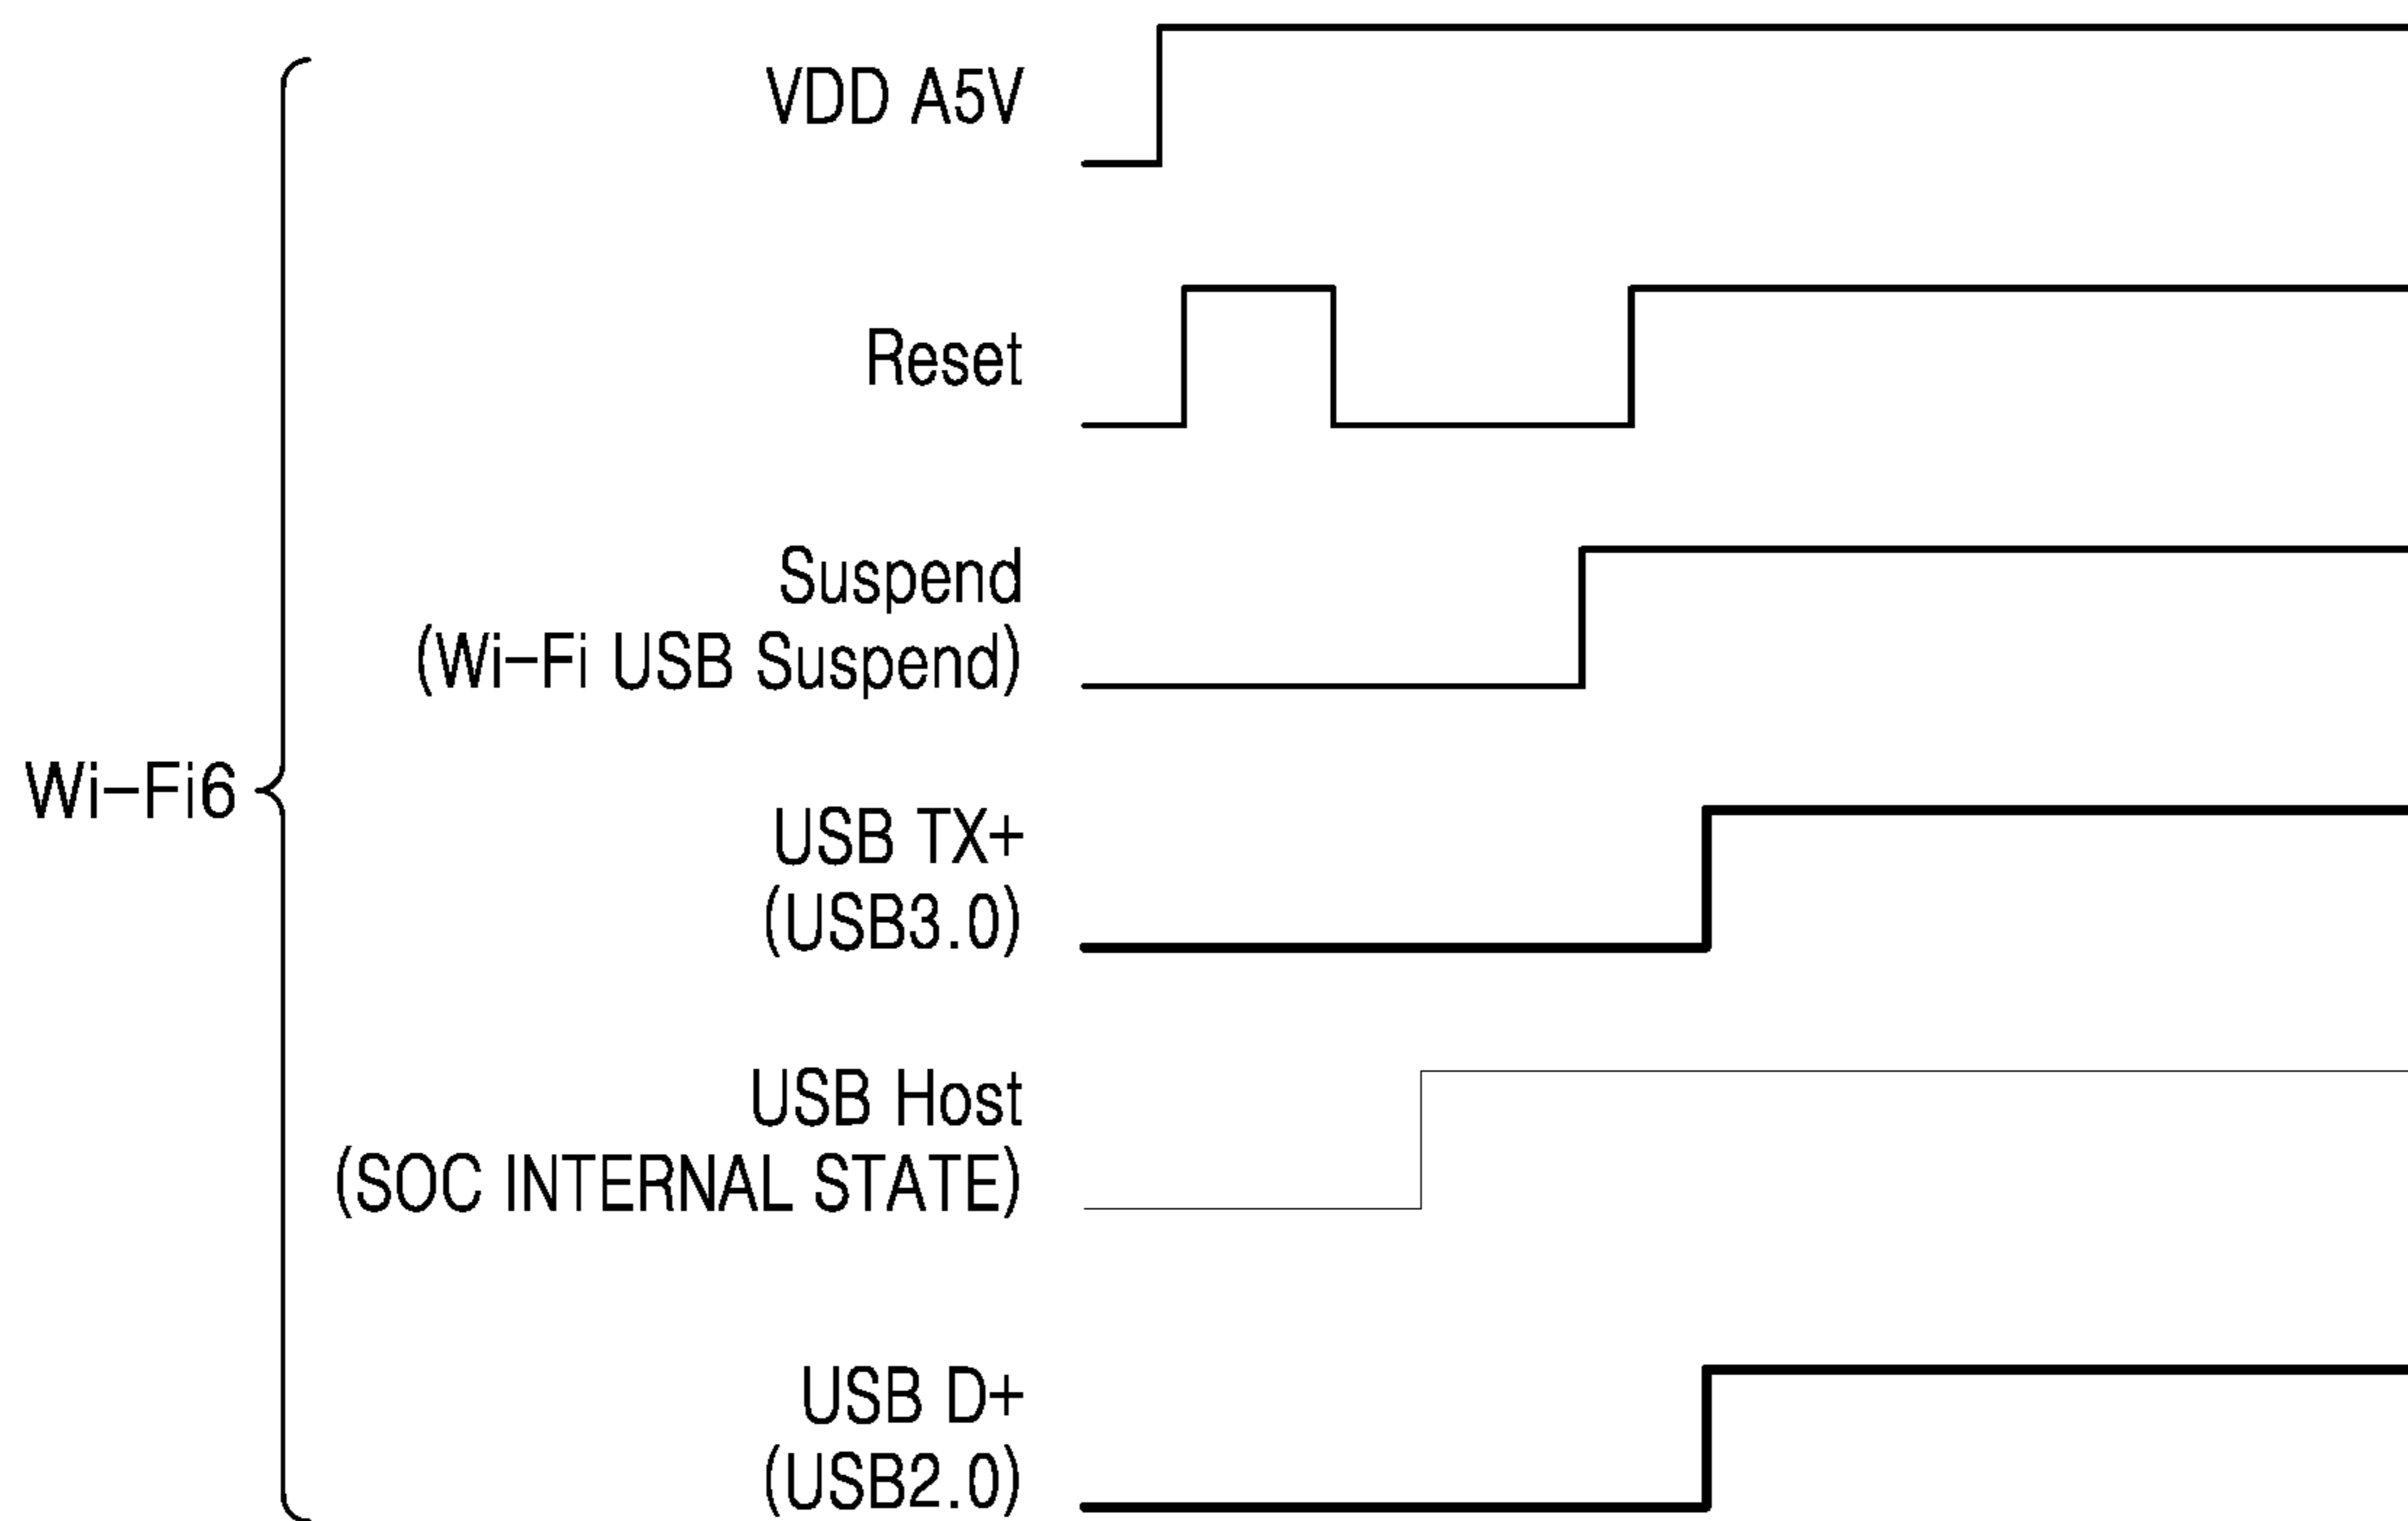 VDD A5V
Reset
Suspend
(Wi-Fi USB Suspend)
Wi-Fi6
USB TX+
(USB3.0)
USB Host
(SOC INTERNAL STATE)
USB D+
(USB2.0)